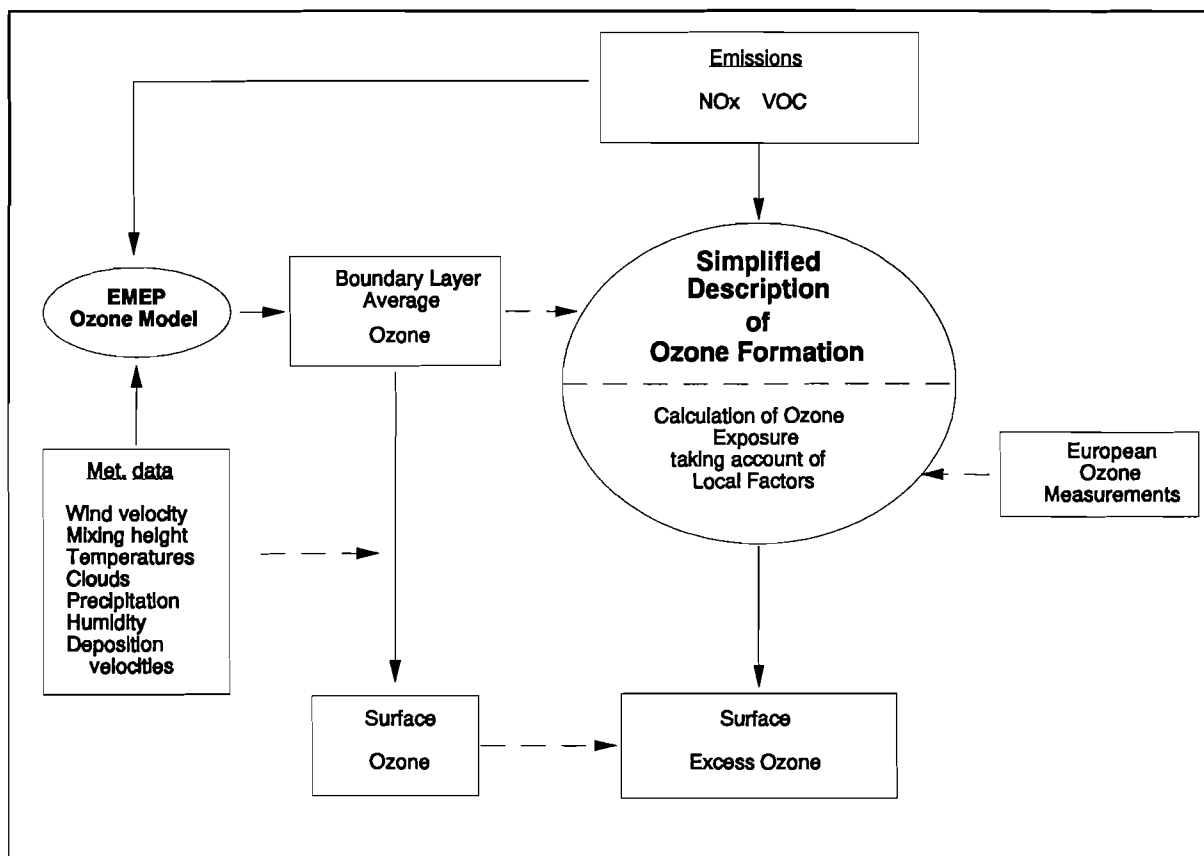 Emissions
NOx VOC
EMEP
Ozone Model
Boundary Layer
Average
Ozone
Simplified
Description
of
Ozone Formation
Calculation of Ozone
Exposure
taking account of
Local Factors
European
Ozone
Measurements
Met. data
Wind velocity
Mixing height
Temperatures
Clouds
Precipitation
Humidity
Deposition
velocities
Surface
Ozone
Surface
Excess Ozone